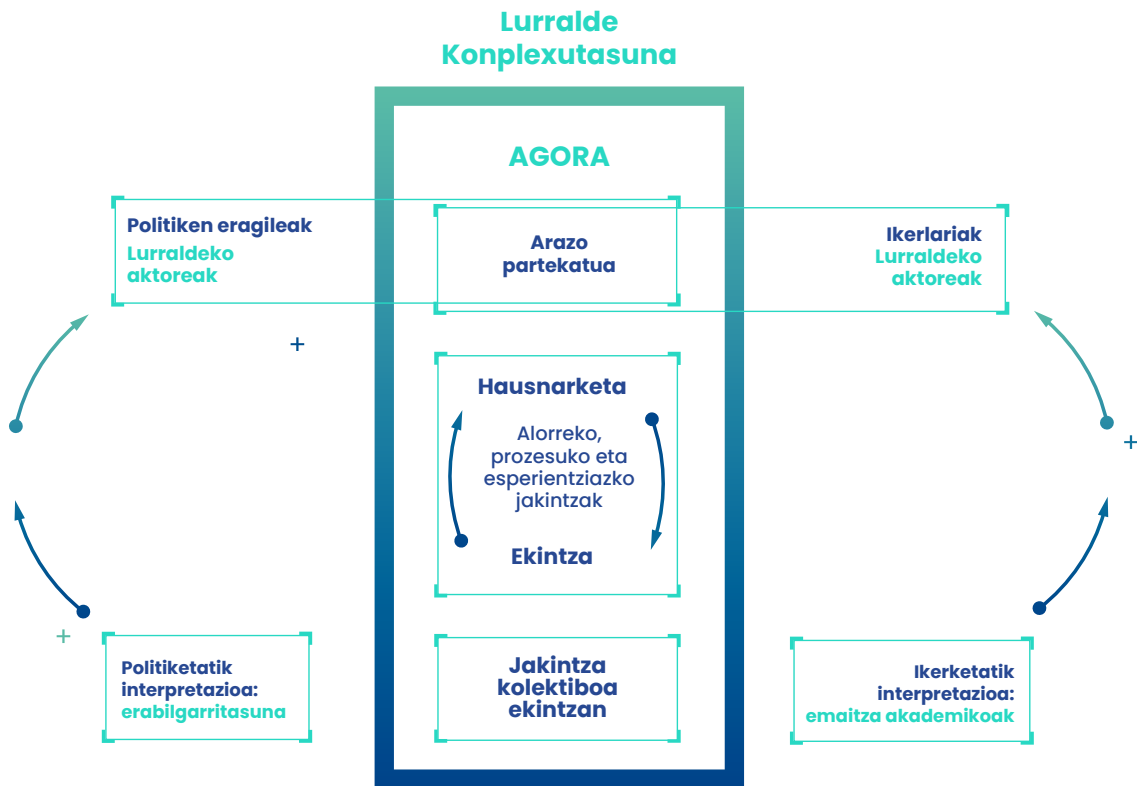 Lurralde
Konplexutasuna
AGORA
Politiken eragileak
Lurraldeko
aktoreak
Arazo
partekatua
Ikerlariak
Lurraldeko
aktoreak
+
Hausnarketa
Alorreko,
prozesuko eta
esperientziazko
jakintzak
Ekintza
+
+
Politiketatik
interpretazioa:
erabilgarritasuna
Jakintza
kolektiboa
ekintzan
Ikerketatik
interpretazioa:
emaitza akademikoak